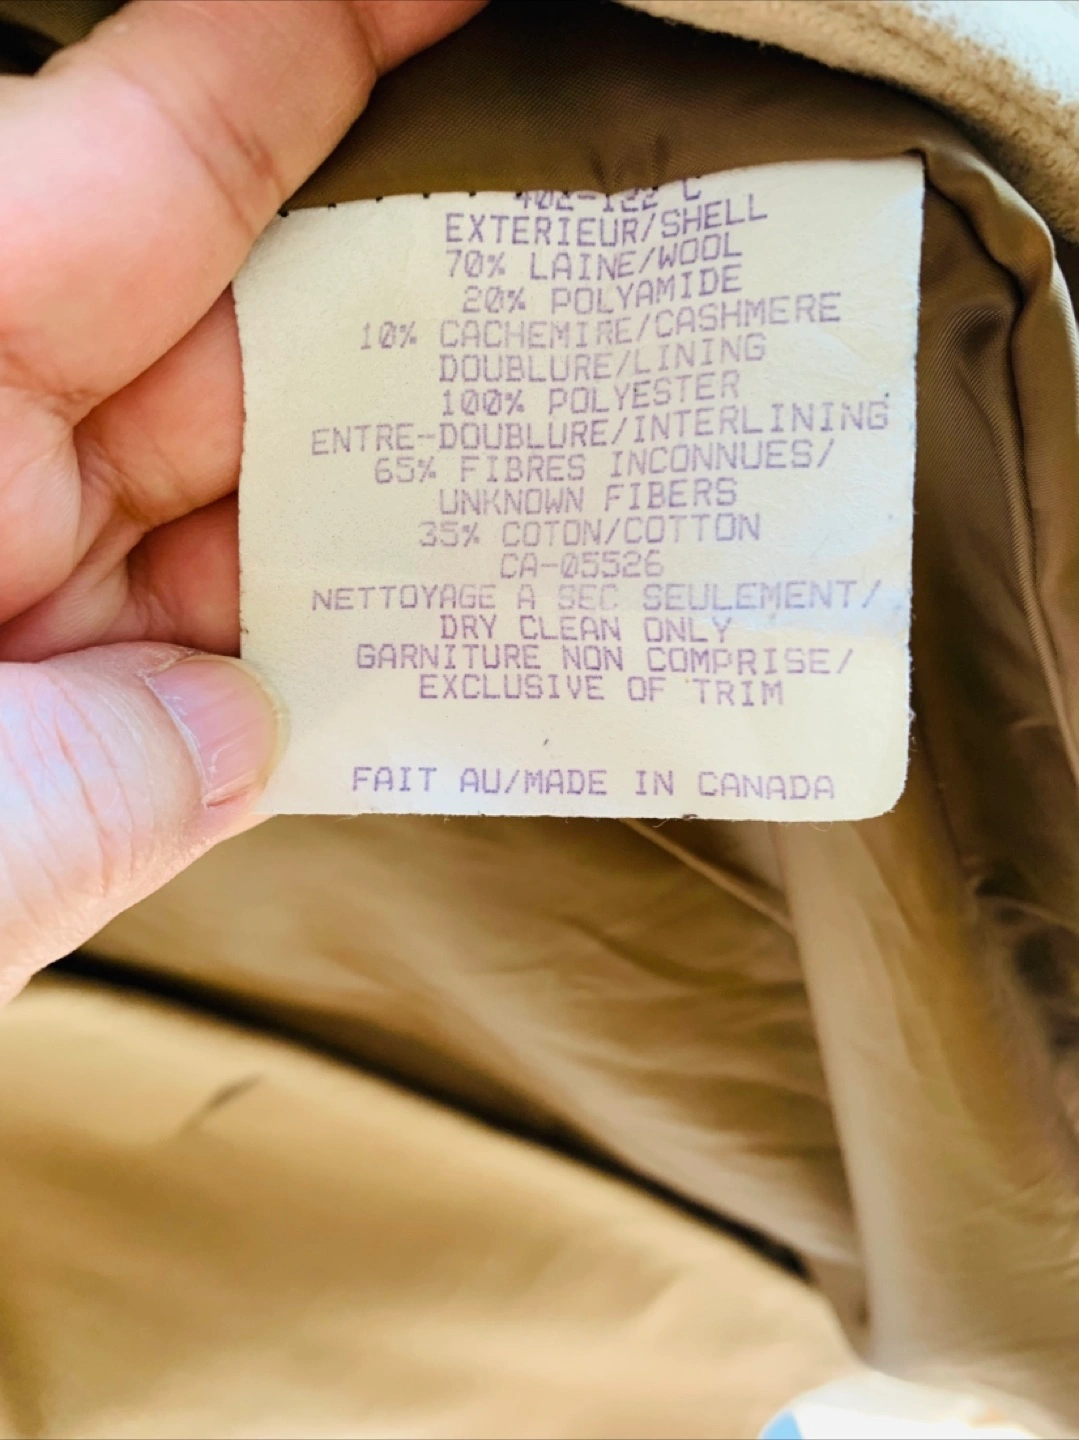 402-122 C
EXTERIEUR/SHELL
70% LAINE/WOOL
20% POLYAMIDE
10% CACHEMIRE/CASHMERE
DOUBLURE/LINING
100% POLYESTER
ENTRE-DOUBLURE/INTERLINING
65% FIBRES INCONNUES/
UNKNOWN FIBERS
35% COTON/COTTON
CA-05526
NETTOYAGE A SEC SEULEMENT/
DRY CLEAN ONLY
GARNITURE NON COMPRISE/
EXCLUSIVE OF TRIM
FAIT AU/MADE IN CANADA